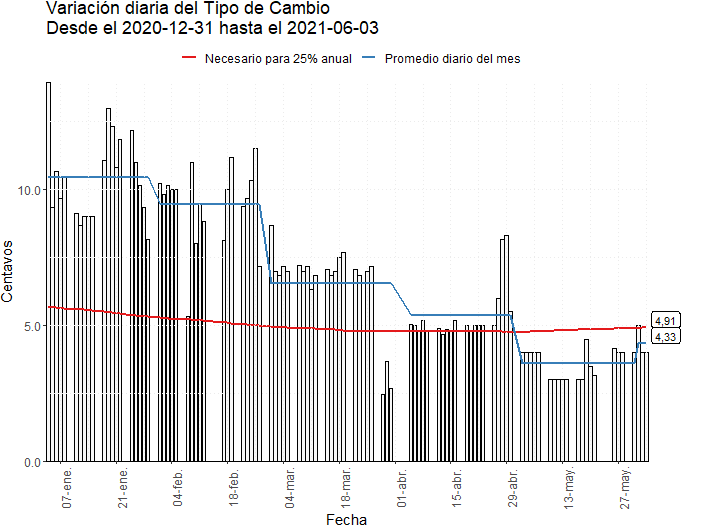 Variación diaria del Tipo de Cambio
Desde el 2020-12-31 hasta el 2021-06-03
Necesario para 25% anual
Promedio diario del mes
Centavos
10.0
5.0
0.0
4,91
4,33
07-ene.
21-ene.
04-feb.
18-feb.
04-mar.
18-mar.
01-abr.
15-abr.
29-abr.
13-may.
27-may.
Fecha